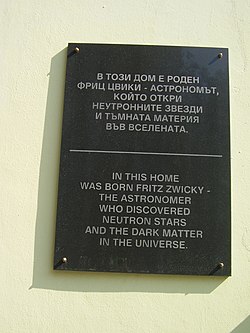 В ТОЗИ ДОМ Е РОДЕН
ФРИЦ ЦВИКИ - АСТРОНОМЪТ,
КОЙТО ОТКРИ
НЕУТРОННИТЕ ЗВЕЗДИ
И ТЪМНАТА МАТЕРИЯ
ВЪВ ВСЕЛЕНАТА.
IN THIS HOME
WAS BORN FRITZ ZWICKY -
THE ASTRONOMER
WHO DISCOVERED
NEUTRON STARS
AND THE DARK MATTER
IN THE UNIVERSE.